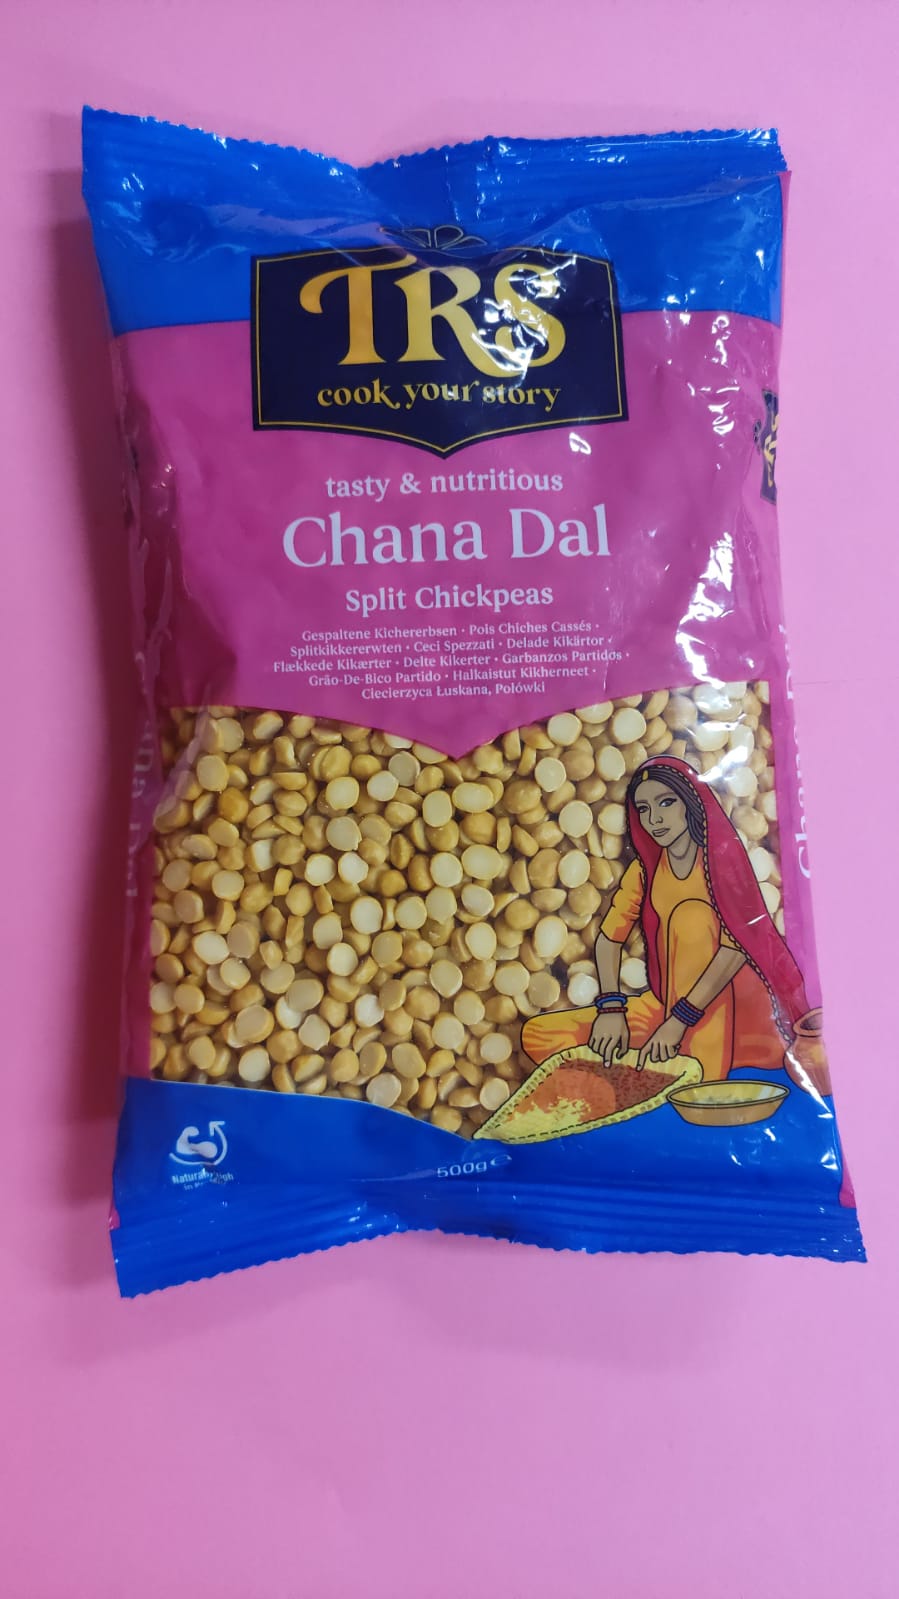 TRS
cook your story
tasty & nutritious
Chana Dal
Split Chickpeas
Gespaltene Kichererbsen · Pois Chiches Cassés ·
Splitkikkererwten · Ceci Spezzati · Delade Kikärtor ·
Flækkede Kikærter · Delte Kikerter · Garbanzos Partidos ·
Grão-De-Bico Partido · Halkaistut Kikherneet ·
Ciecierzyca Łuskana, Połówki
500g ℮